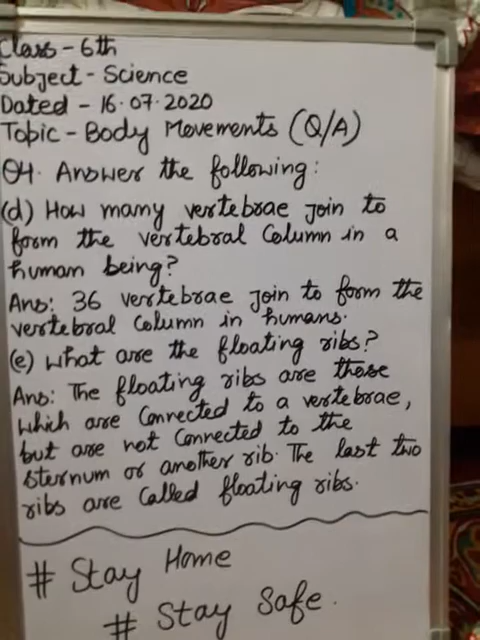 Class - 6th
Subject - Science
Dated - 16.07.2020
Topic - Body Movements (Q/A)
Q4. Answer the following:
(d) How many vertebrae join to
form the vertebral Column in a
human being?
Ans: 36 vertebrae join to form the
vertebral Column in humans.
(e) what are the floating ribs?
Ans: The floating ribs are those
which are Connected to a vertebrae,
but are not Connected to the
sternum or another rib. The last two
ribs are Called floating ribs.
# Stay Home
# Stay Safe.